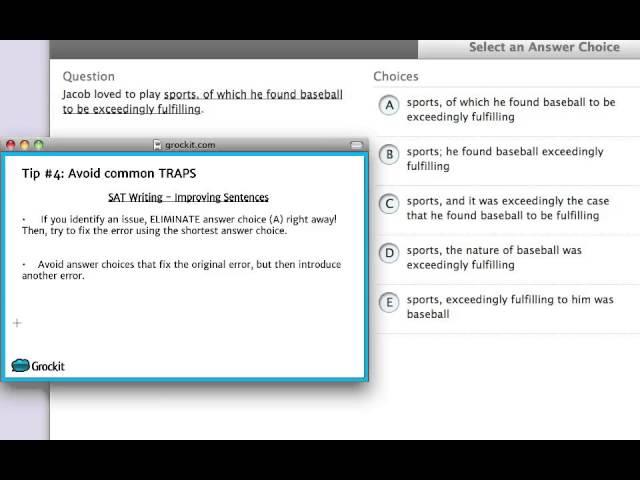 Select an Answer Choice
Question
Jacob loved to play sports, of which he found baseball
to be exceedingly fulfilling.
Choices
A
sports, of which he found baseball to be
exceedingly fulfilling
B
sports; he found baseball exceedingly
fulfilling
C
sports, and it was exceedingly the case
that he found baseball to be fulfilling
D
sports, the nature of baseball was
exceedingly fulfilling
E
sports, exceedingly fulfilling to him was
baseball
grockit.com
Tip #4: Avoid common TRAPS
SAT Writing - Improving Sentences
• If you identify an issue, ELIMINATE answer choice (A) right away!
Then, try to fix the error using the shortest answer choice.
• Avoid answer choices that fix the original error, but then introduce
another error.
Grockit